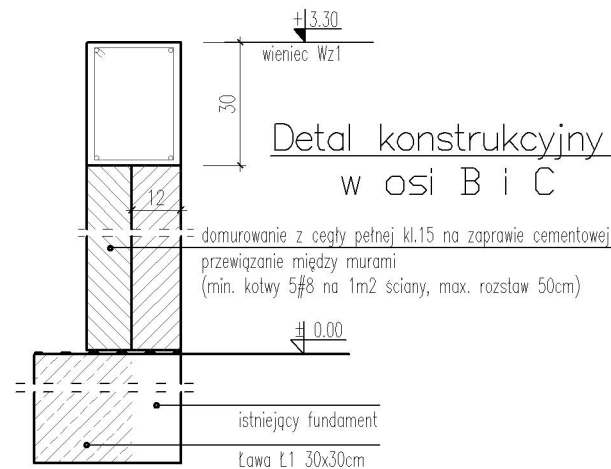 +3.30
wieniec Wz1
30
Detal konstrukcyjny
w osi B i C
12
domurowanie z cegły pełnej kl.15 na zaprawie cementowej
przewiązanie między murami
(min. kotwy 5#8 na 1m2 ściany, max. rozstaw 50cm)
± 0.00
istniejący fundament
Ława Ł1 30x30cm